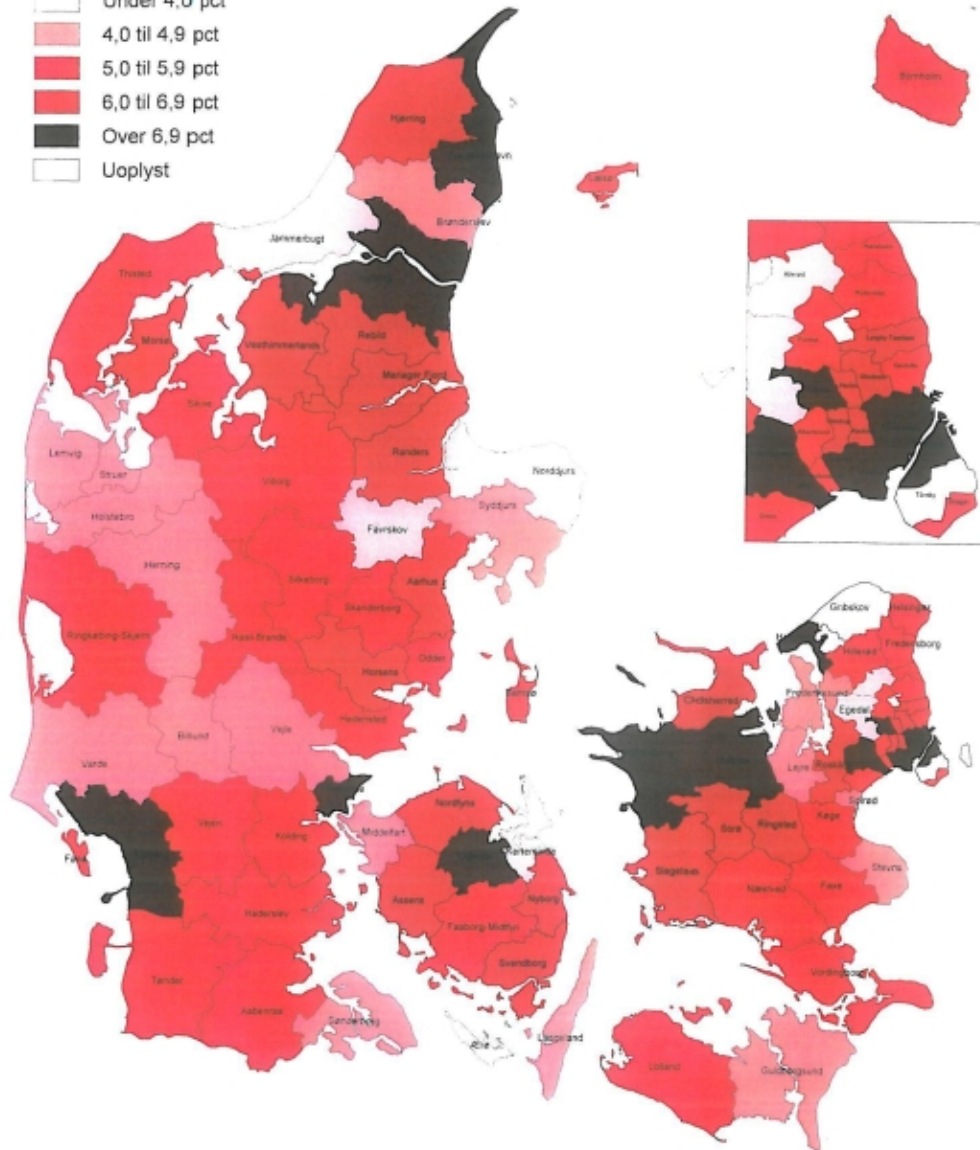 Under 4,0 pct
4,0 til 4,9 pct
5,0 til 5,9 pct
6,0 til 6,9 pct
Over 6,9 pct
Uoplyst
Bornholm
Hjørring
Brønderslev
Jammerbugt
Thisted
Morsø
Vesthimmerlands
Rebild
Mariager Fjord
Skive
Randers
Lemvig
Struer
Holstebro
Viborg
Norddjurs
Syddjurs
Favrskov
Herning
Silkeborg
Aarhus
Skanderborg
Ringkøbing-Skjern
Ikast-Brande
Odder
Horsens
Samsø
Hedensted
Billund
Vejle
Varde
Vejen
Kolding
Fanø
Haderslev
Tønder
Aabenraa
Sønderborg
Middelfart
Nordfyns
Kerteminde
Assens
Nyborg
Faaborg-Midtfyn
Svendborg
Ærø
Langeland
Tårnby
Gribskov
Helsingør
Fredensborg
Hillerød
Frederikssund
Egedal
Odsherred
Lejre
Solrød
Køge
Sorø
Ringsted
Slagelse
Næstved
Faxe
Stevns
Vordingborg
Lolland
Guldborgsund